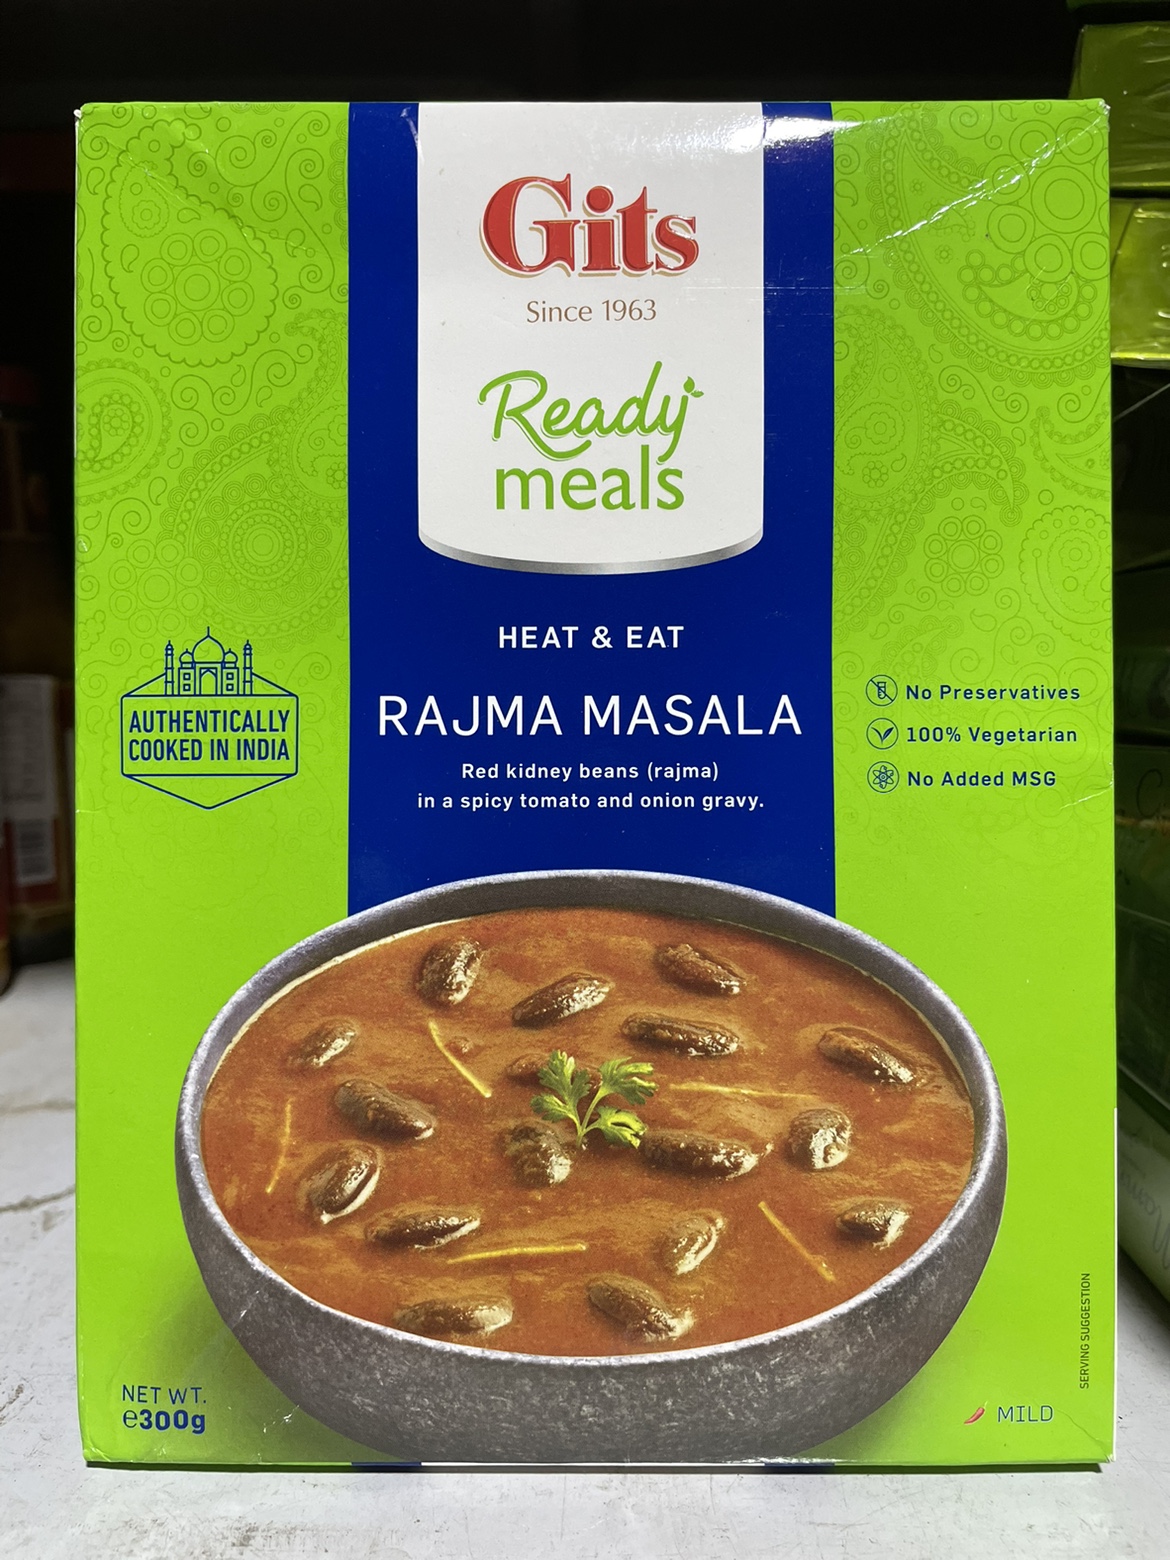 Gits
Since 1963
Ready
meals
HEAT & EAT
RAJMA MASALA
Red kidney beans (rajma)
in a spicy tomato and onion gravy.
AUTHENTICALLY
COOKED IN INDIA
No Preservatives
100% Vegetarian
No Added MSG
SERVING SUGGESTION
NET WT.
e300g
MILD